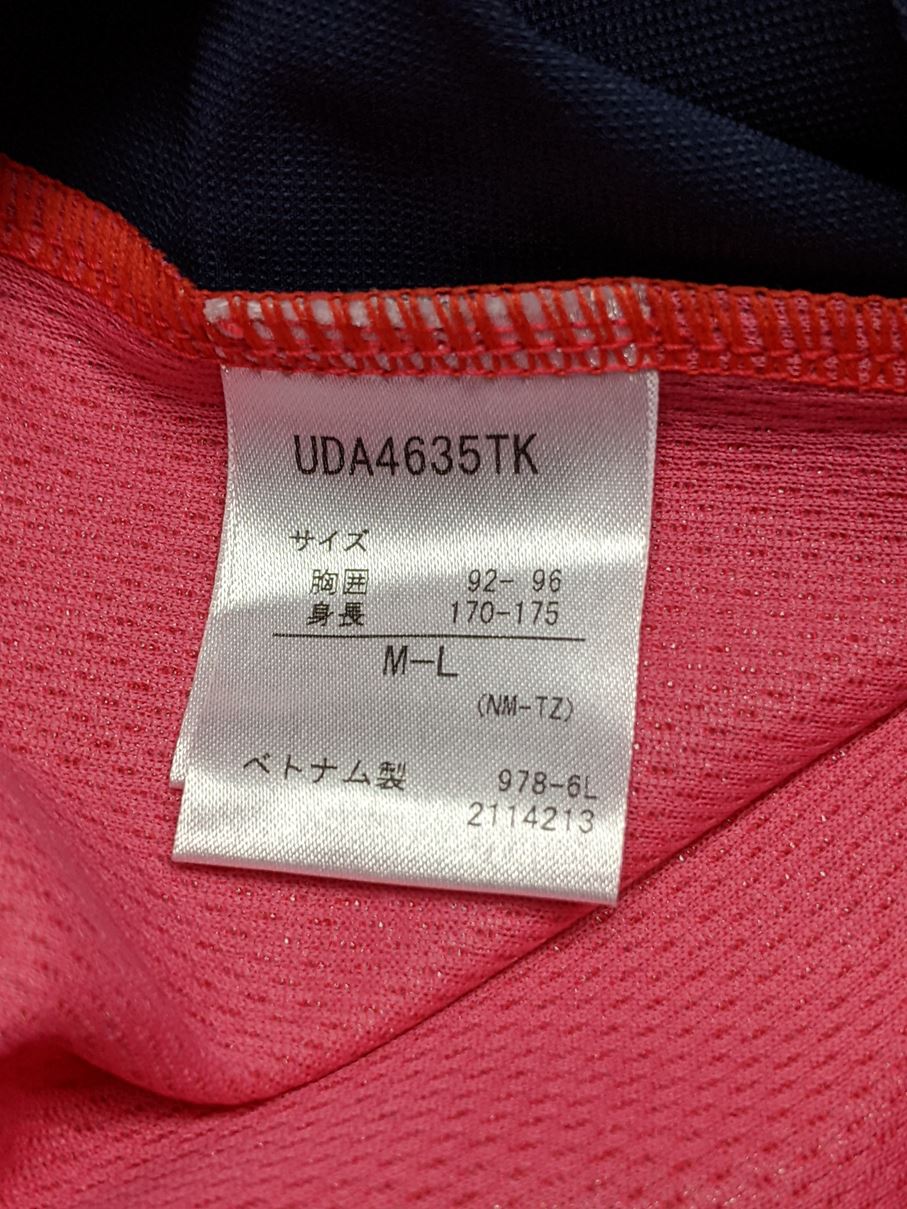 UDA4635TK
サイズ
胸囲 92- 96
身長 170-175
M-L
(NM-TZ)
ベトナム製 978-6L
2114213